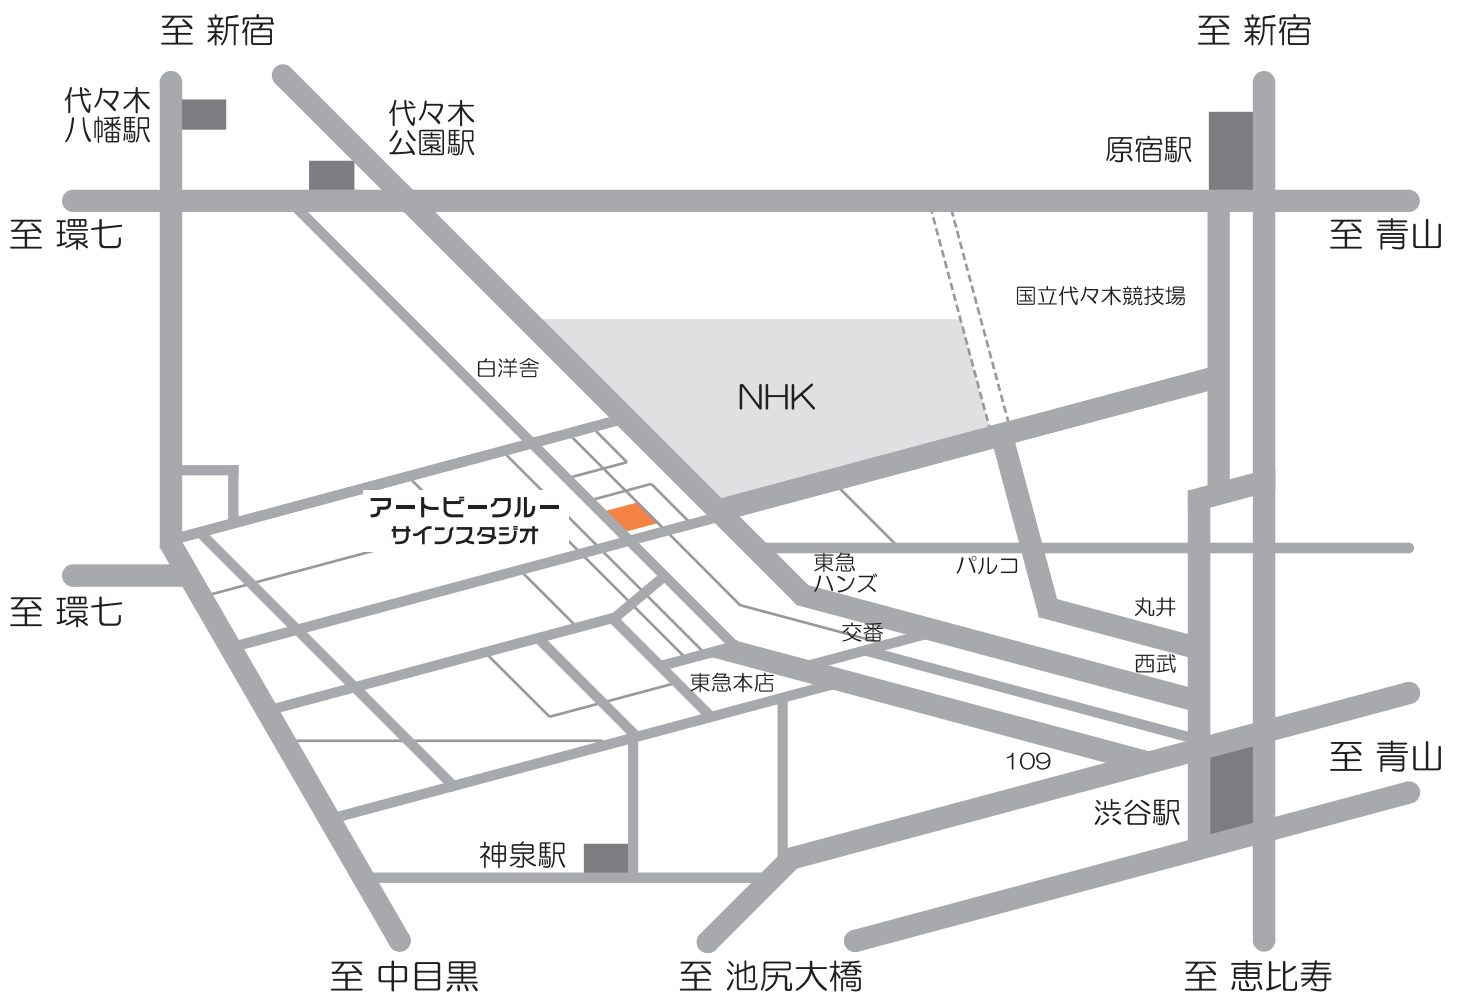 至 新宿
至 新宿
代々木
八幡駅
代々木
公園駅
原宿駅
至 環七
至 青山
国立代々木競技場
白洋舎
NHK
アートビークルー
サインスタジオ
東急
ハンズ
パルコ
至 環七
丸井
交番
西武
東急本店
109
至 青山
渋谷駅
神泉駅
至 中目黒
至 池尻大橋
至 恵比寿